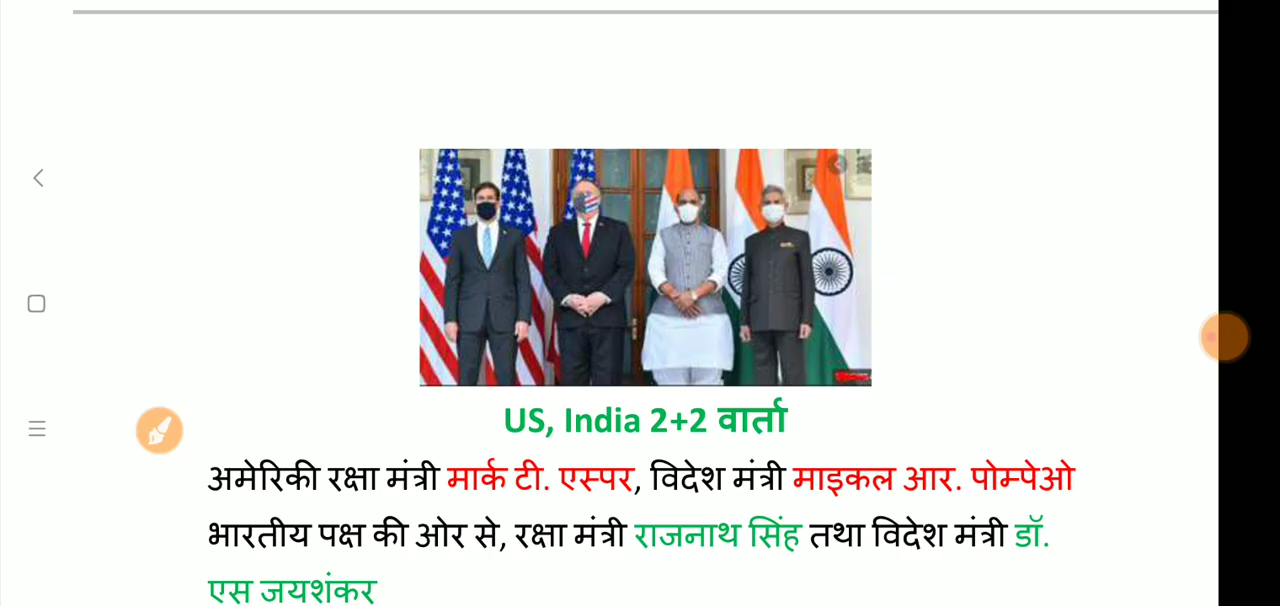 US, India 2+2 वार्ता
अमेरिकी रक्षा मंत्री मार्क टी. एस्पर, विदेश मंत्री माइकल आर. पोम्पेओ
भारतीय पक्ष की ओर से, रक्षा मंत्री राजनाथ सिंह तथा विदेश मंत्री डॉ.
एस जयशंकर